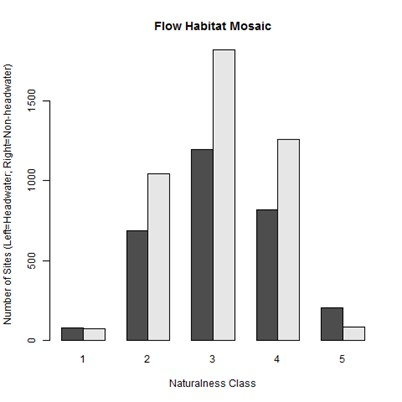 Flow Habitat Mosaic
Number of Sites (Left=Headwater; Right=Non-headwater)
1500
1000
500
0
1 2 3 4 5
Naturalness Class